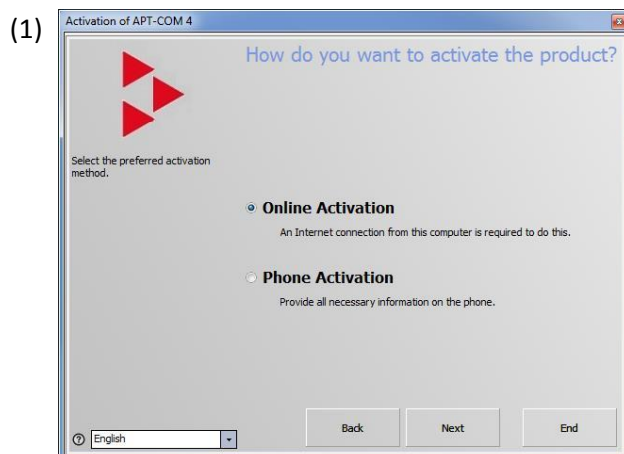 (1)
Activation of APT-COM 4
How do you want to activate the product?
Select the preferred activation
method.
Online Activation
An Internet connection from this computer is required to do this.
Phone Activation
Provide all necessary information on the phone.
English
Back
Next
End